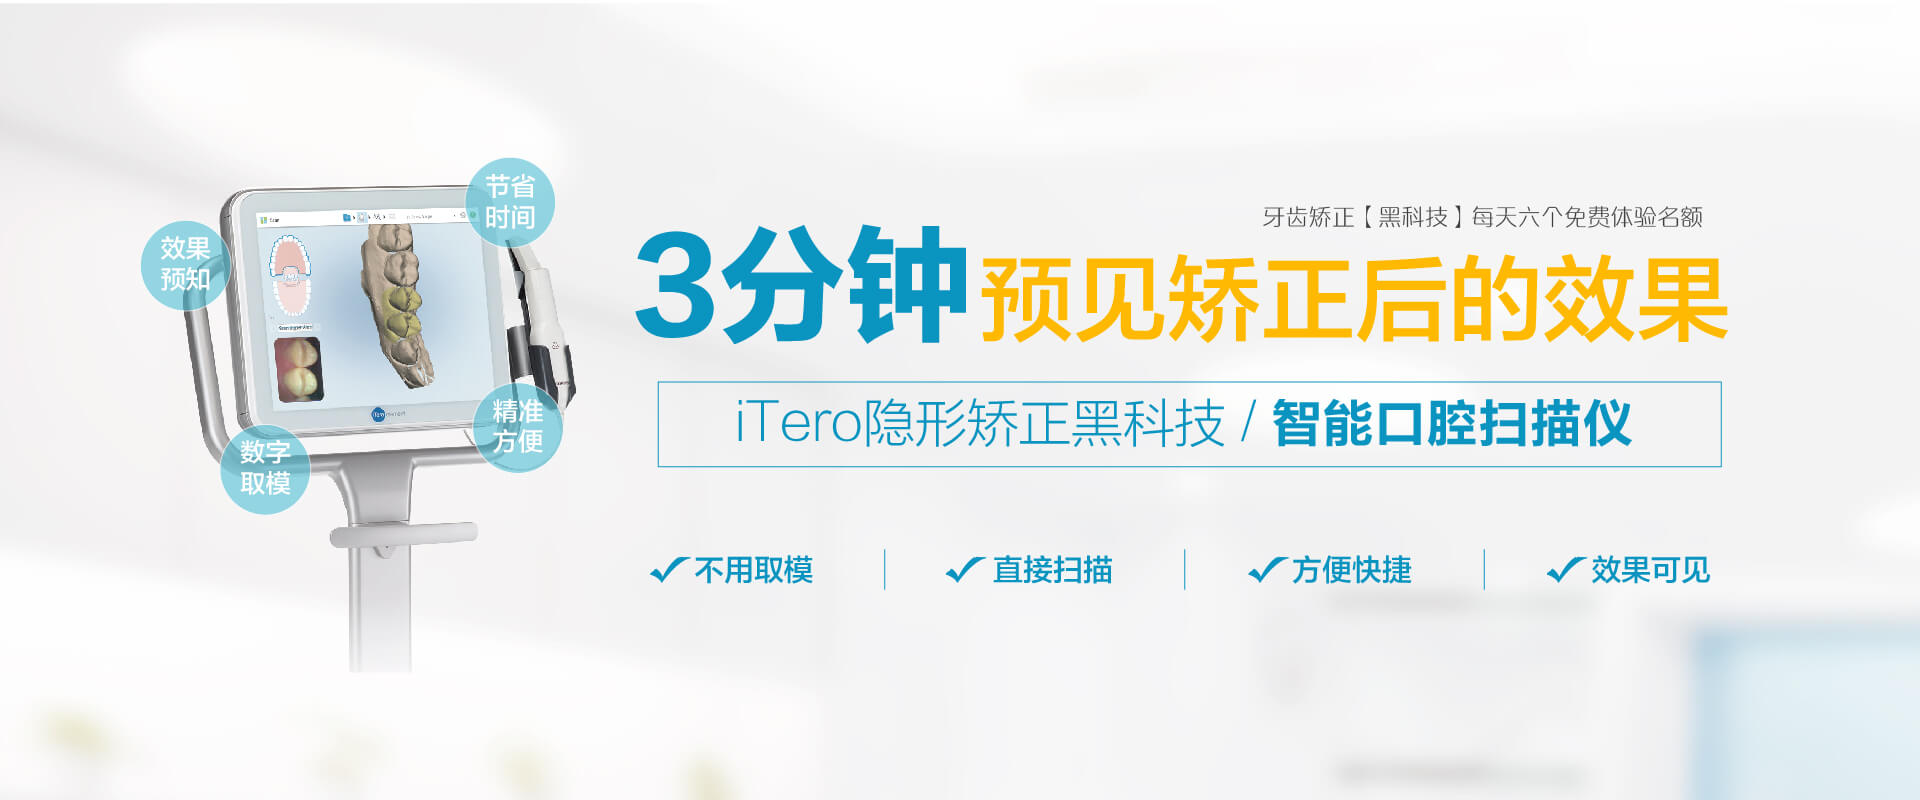 节省
时间
效果
预知
Scan
iTero element
精准
方便
数字
取模
牙齿矫正【黑科技】每天六个免费体验名额
3分钟 预见矫正后的效果
iTero隐形矫正黑科技 / 智能口腔扫描仪
不用取模
直接扫描
方便快捷
效果可见